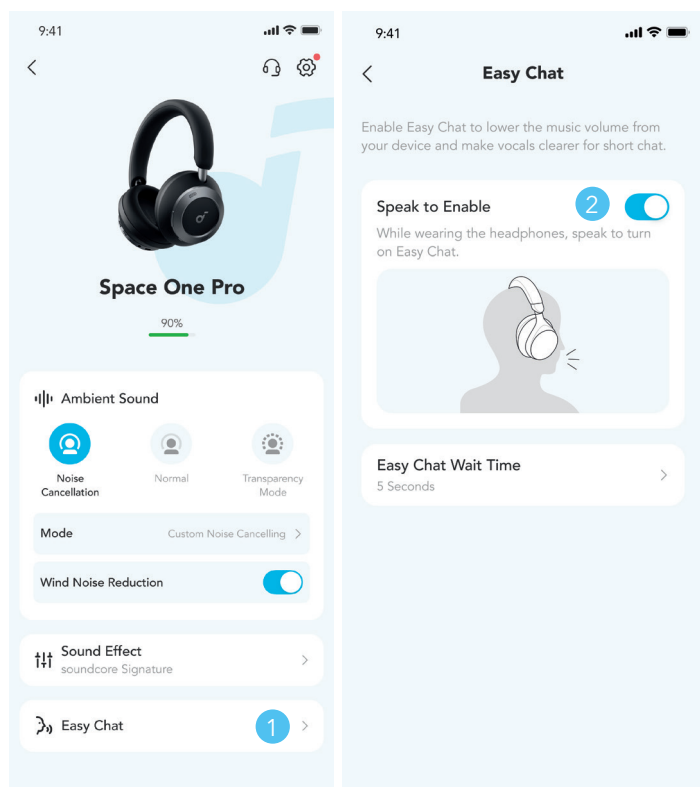 9:41
Space One Pro
90%
Ambient Sound
Noise
Cancellation
Normal
Transparency
Mode
Mode
Custom Noise Cancelling
Wind Noise Reduction
Sound Effect
soundcore Signature
Easy Chat
1
9:41
Easy Chat
Enable Easy Chat to lower the music volume from
your device and make vocals clearer for short chat.
Speak to Enable
2
While wearing the headphones, speak to turn
on Easy Chat.
Easy Chat Wait Time
5 Seconds